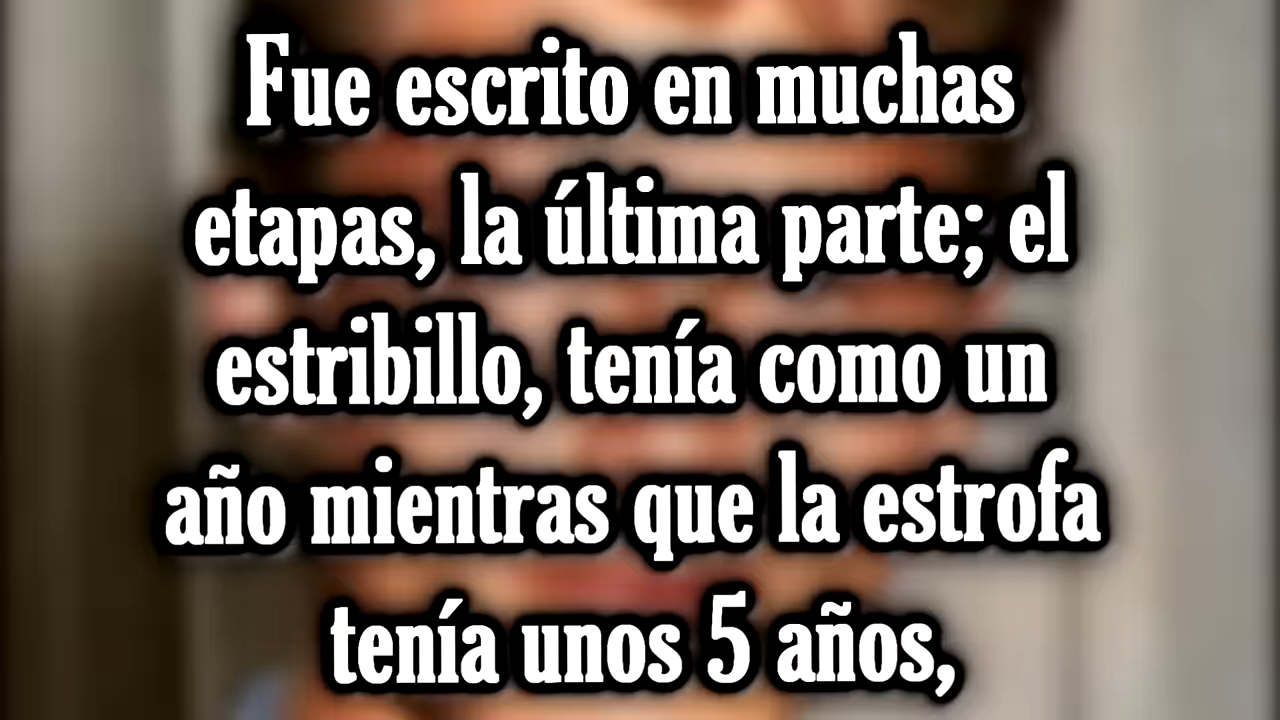 Fue escrito en muchas
etapas, la última parte; el
estribillo, tenía como un
año mientras que la estrofa
tenía unos 5 años,